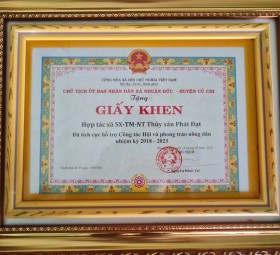 CỘNG HÒA XÃ HỘI CHỦ NGHĨA VIỆT NAM
CHỦ TỊCH ỦY BAN NHÂN DÂN XÃ NHUẬN ĐỨC - HUYỆN CỦ CHI
Tặng
GIẤY KHEN
Hợp tác xã SX-TM-NT Thủy sản Phát Đạt
Đã tích cực hỗ trợ Công tác Hội và phong trào nông dân
nhiệm kỳ 2018 - 2023